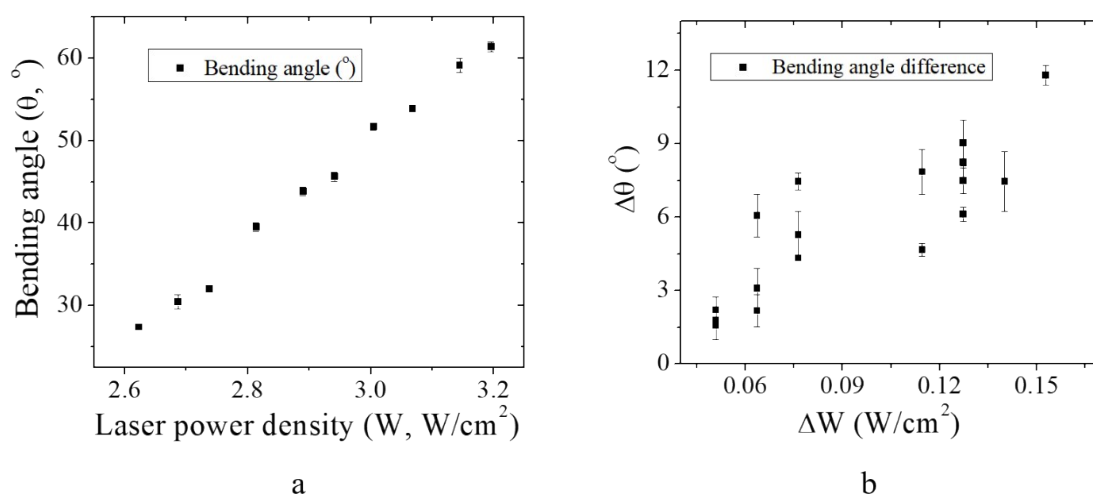 Bending angle (°)
Bending angle (θ, °)
60
50
40
30
2.6 2.8 3.0 3.2
Laser power density (W, W/cm²)
a
Bending angle difference
Δθ (°)
12
9
6
3
0
0.06 0.09 0.12 0.15
ΔW (W/cm²)
b